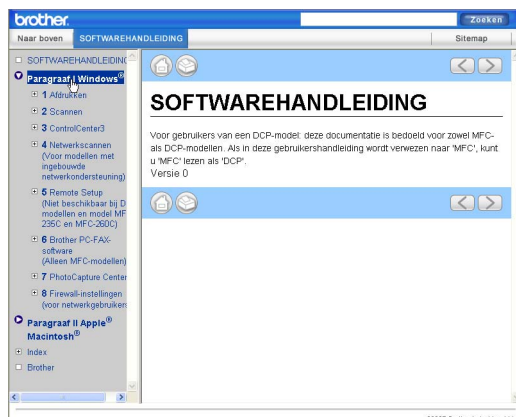 brother.
Zoeken
Naar boven
SOFTWAREHANDLEIDING
Sitemap
SOFTWAREHANDLEIDING
Paragraaf I Windows®
1 Afdrukken
2 Scannen
3 ControlCenter3
4 Netwerkscannen
(Voor modellen met
ingebouwde
netwerkondersteuning)
5 Remote Setup
(Niet beschikbaar bij D
modellen en model MF
235C en MFC-260C)
6 Brother PC-FAX-
software
(Alleen MFC-modellen)
7 PhotoCapture Center
8 Firewall-instellingen
(voor netwerkgebruikers
Paragraaf II Apple®
Macintosh®
Index
Brother
SOFTWAREHANDLEIDING
Voor gebruikers van een DCP-model: deze documentatie is bedoeld voor zowel MFC-
als DCP-modellen. Als in deze gebruikershandleiding wordt verwezen naar 'MFC', kunt
u 'MFC' lezen als 'DCP'.
Versie 0